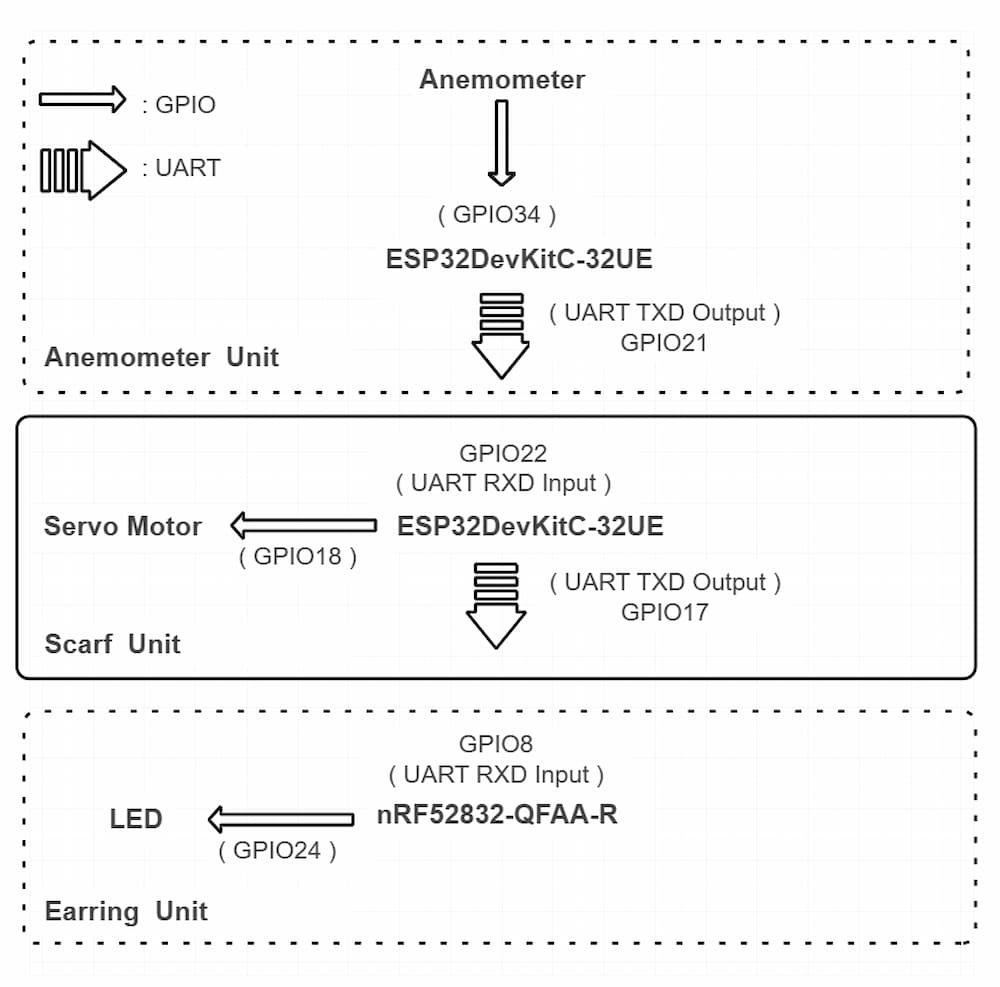 Anemometer
: GPIO
: UART
( GPIO34 )
ESP32DevKitC-32UE
( UART TXD Output )
GPIO21
Anemometer Unit
GPIO22
( UART RXD Input )
Servo Motor
ESP32DevKitC-32UE
( GPIO18 )
( UART TXD Output )
GPIO17
Scarf Unit
GPIO8
( UART RXD Input )
LED
nRF52832-QFAA-R
( GPIO24 )
Earring Unit